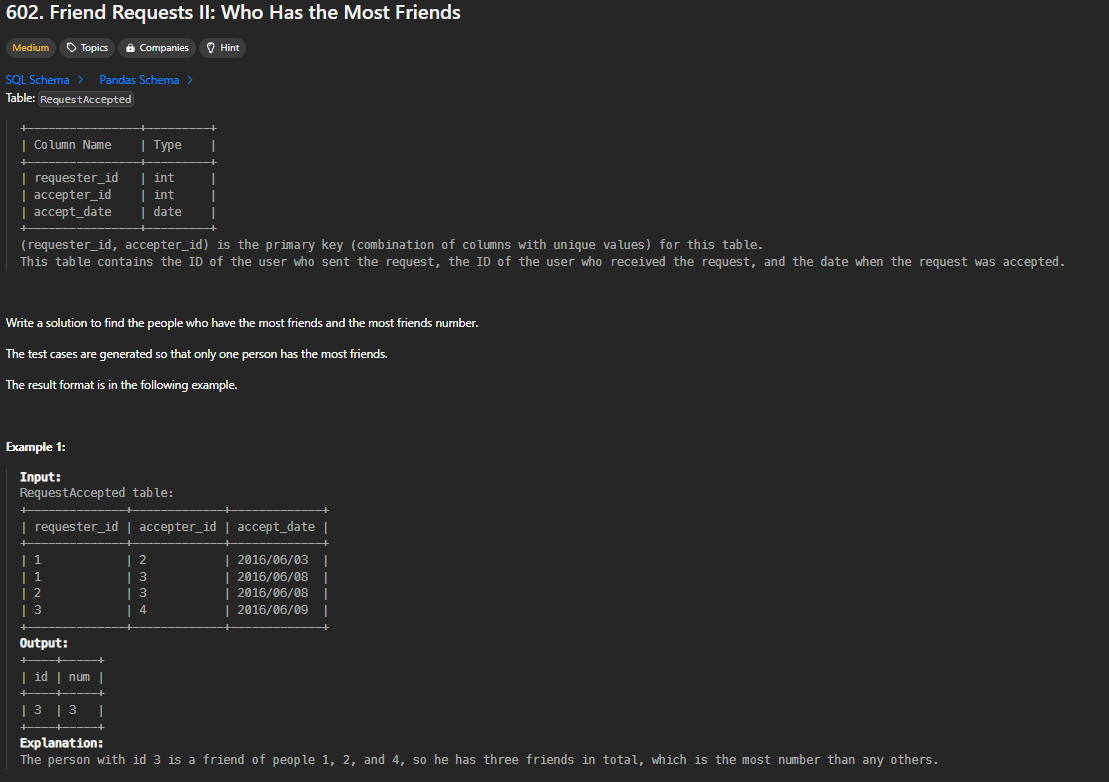 602. Friend Requests II: Who Has the Most Friends
Medium Topics Companies Hint
SQL Schema > Pandas Schema >
Table: RequestAccepted
+----------------+---------+
| Column Name    | Type    |
+----------------+---------+
| requester_id   | int     |
| accepter_id    | int     |
| accept_date    | date    |
+----------------+---------+
(requester_id, accepter_id) is the primary key (combination of columns with unique values) for this table.
This table contains the ID of the user who sent the request, the ID of the user who received the request, and the date when the request was accepted.
Write a solution to find the people who have the most friends and the most friends number.
The test cases are generated so that only one person has the most friends.
The result format is in the following example.
Example 1:
Input:
RequestAccepted table:
+--------------+-------------+-------------+
| requester_id | accepter_id | accept_date |
+--------------+-------------+-------------+
| 1            | 2           | 2016/06/03  |
| 1            | 3           | 2016/06/08  |
| 2            | 3           | 2016/06/08  |
| 3            | 4           | 2016/06/09  |
+--------------+-------------+-------------+
Output:
+----+-----+
| id | num |
+----+-----+
| 3  | 3   |
+----+-----+
Explanation:
The person with id 3 is a friend of people 1, 2, and 4, so he has three friends in total, which is the most number than any others.